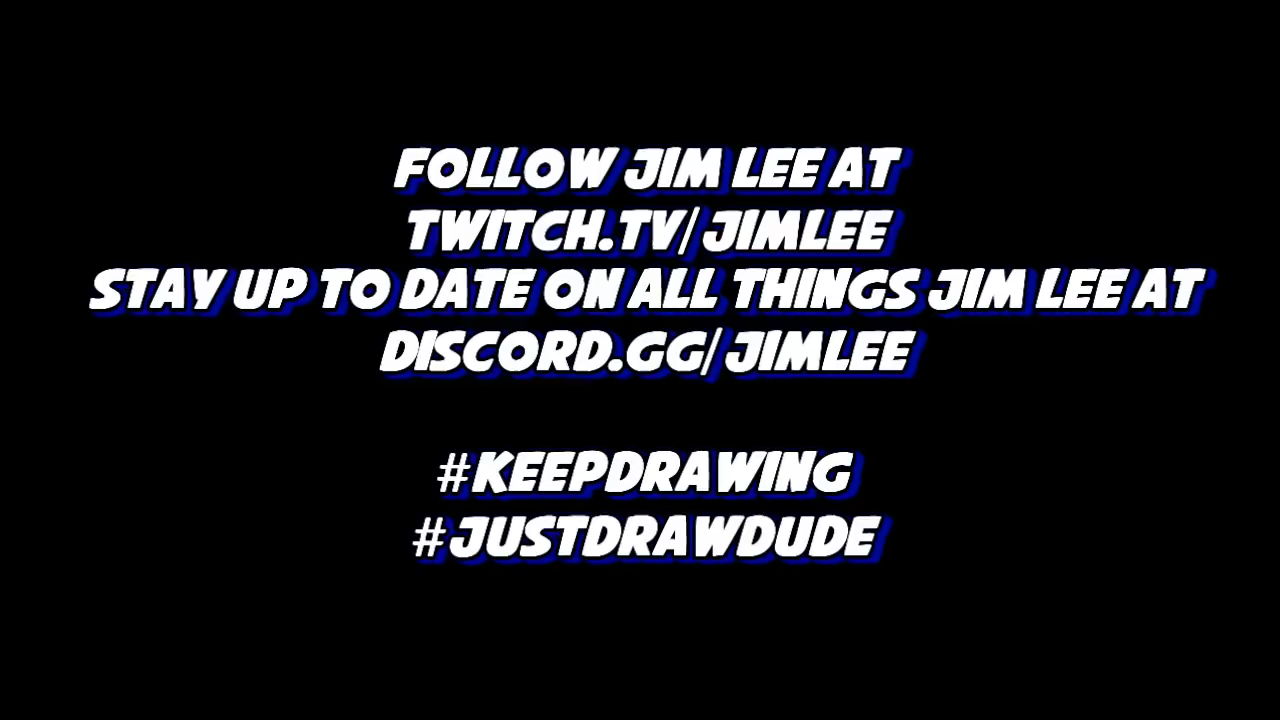 FOLLOW JIM LEE AT
TWITCH.TV/JIMLEE
STAY UP TO DATE ON ALL THINGS JIM LEE AT
DISCORD.GG/JIMLEE
#KEEPDRAWING
#JUSTDRAWDUDE